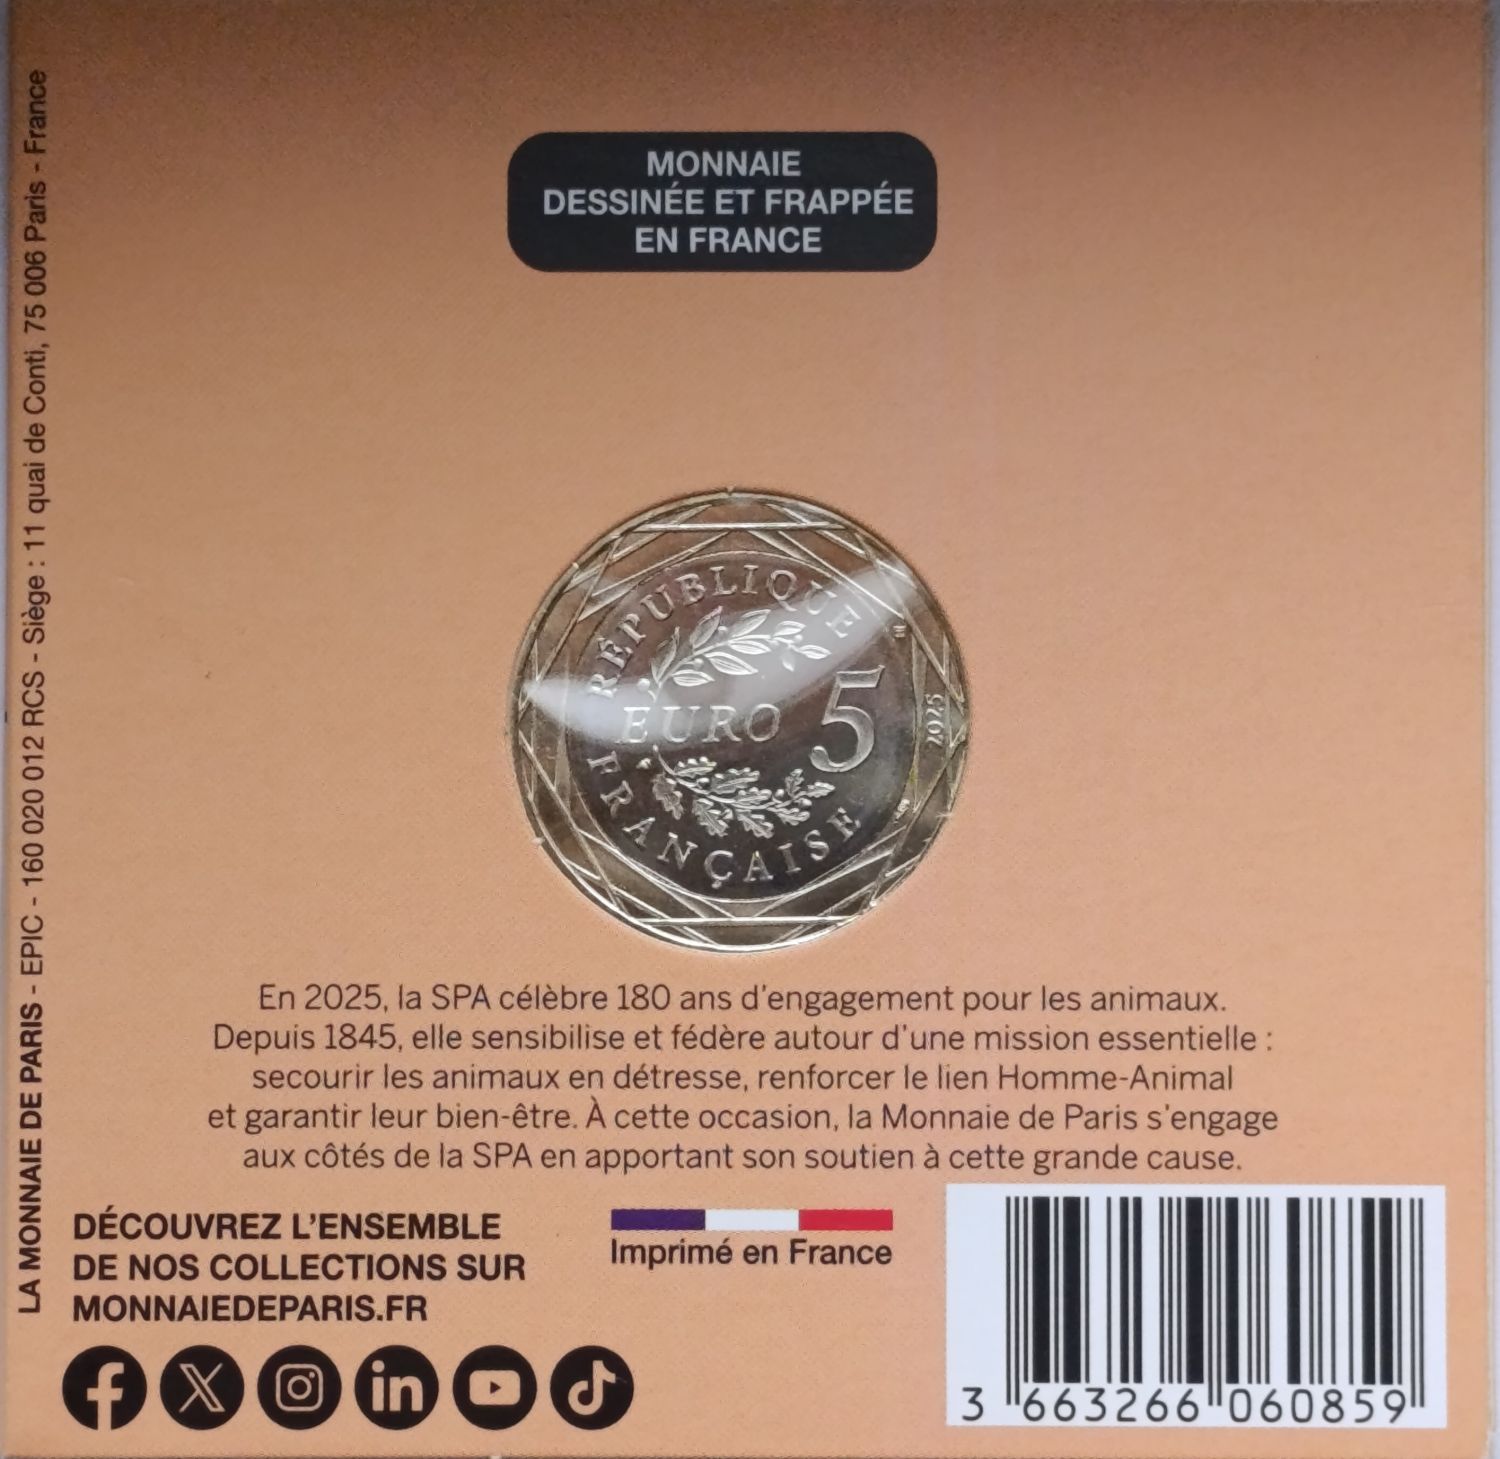 LA MONNAIE DE PARIS - EPIC - 160 020 012 RCS - Siège : 11 quai de Conti, 75 006 Paris - France
MONNAIE
DESSINÉE ET FRAPPÉE
EN FRANCE
RÉPUBLIQUE
EURO 5
2025
FRANÇAISE
En 2025, la SPA célèbre 180 ans d'engagement pour les animaux.
Depuis 1845, elle sensibilise et fédère autour d'une mission essentielle :
secourir les animaux en détresse, renforcer le lien Homme-Animal
et garantir leur bien-être. À cette occasion, la Monnaie de Paris s'engage
aux côtés de la SPA en apportant son soutien à cette grande cause.
DÉCOUVREZ L'ENSEMBLE
DE NOS COLLECTIONS SUR
MONNAIEDEPARIS.FR
Imprimé en France
3 663266 060859